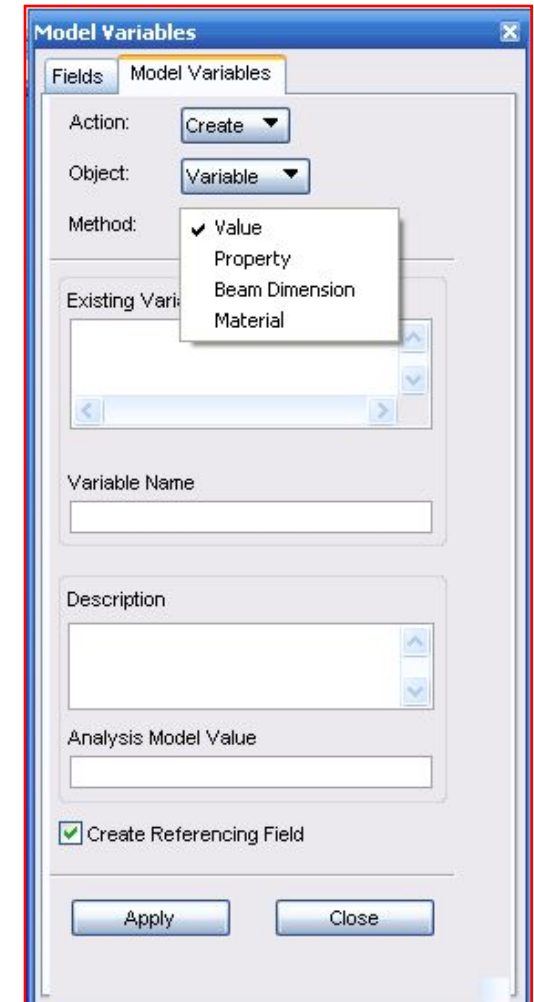 Model Variables
Fields Model Variables
Action: Create
Object: Variable
Method: Value
Property
Beam Dimension
Material
Existing Vari
Variable Name
Description
Analysis Model Value
Create Referencing Field
Apply Close